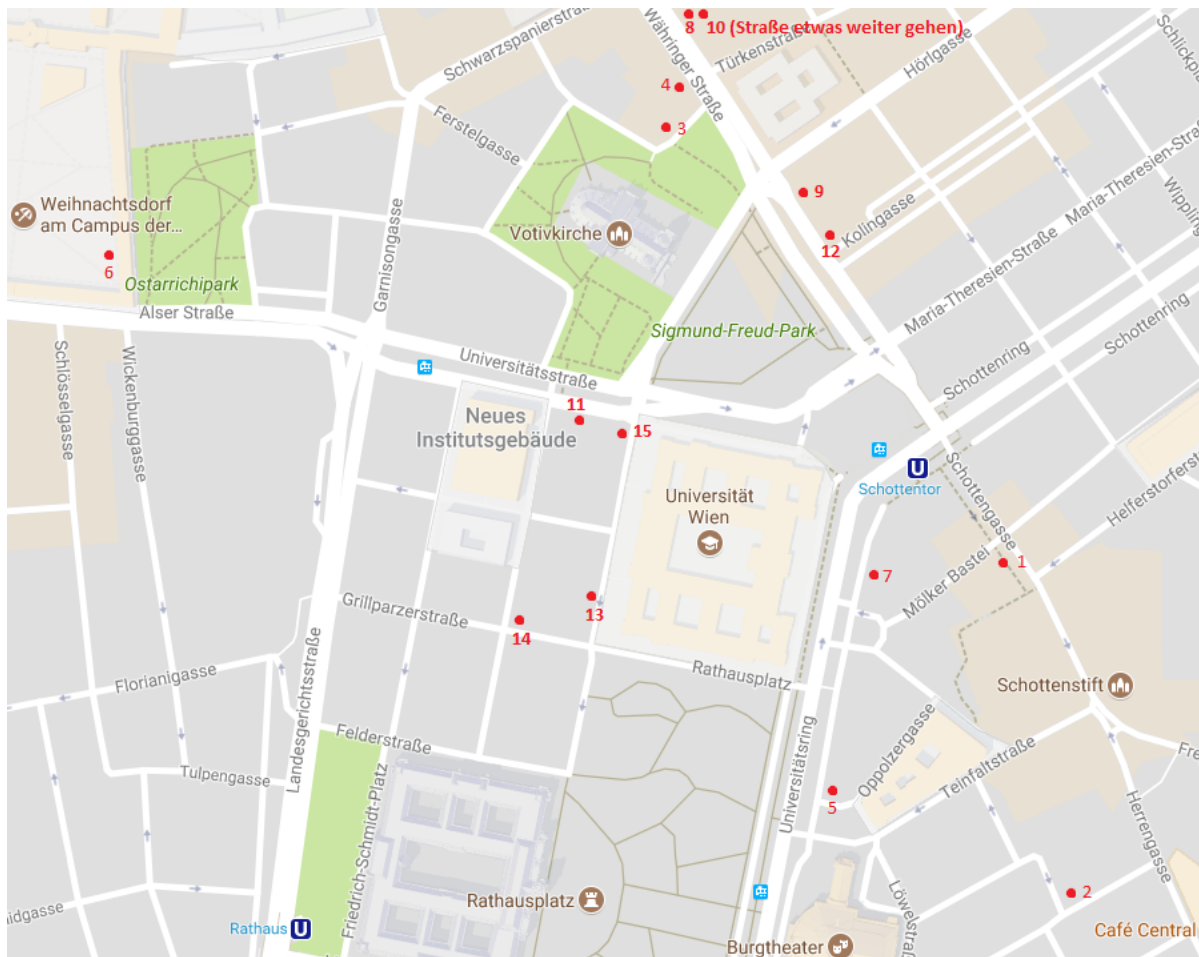 8
10 (Straße etwas weiter gehen)
Währinger Straße
Türkenstraße
Hörlgasse
Schwarzspanierstraße
4
Ferstelgasse
3
Weihnachtsdorf
am Campus der...
6
Ostarrichipark
Alser Straße
Garnisongasse
Votivkirche
9
Kolingasse
12
Maria-Theresien-Straße
Maria-Theresien-Straße
Sigmund-Freud-Park
Schottenring
Schottenring
Schlösselgasse
Wickenburggasse
Universitätsstraße
11
15
Neues
Institutsgebäude
Universität
Wien
U
Schottentor
Schottengasse
1
7
Mölker Bastei
Grillparzerstraße
14
13
Rathausplatz
Schottenstift
Florianigasse
Landesgerichtsstraße
Felderstraße
Tulpengasse
Universitätsring
Oppolzergasse
5
Teinfaltstraße
Herrengasse
Friedrich-Schmidt-Platz
Rathausplatz
Löwelstraß
2
Rathaus U
Burgtheater
Café Central